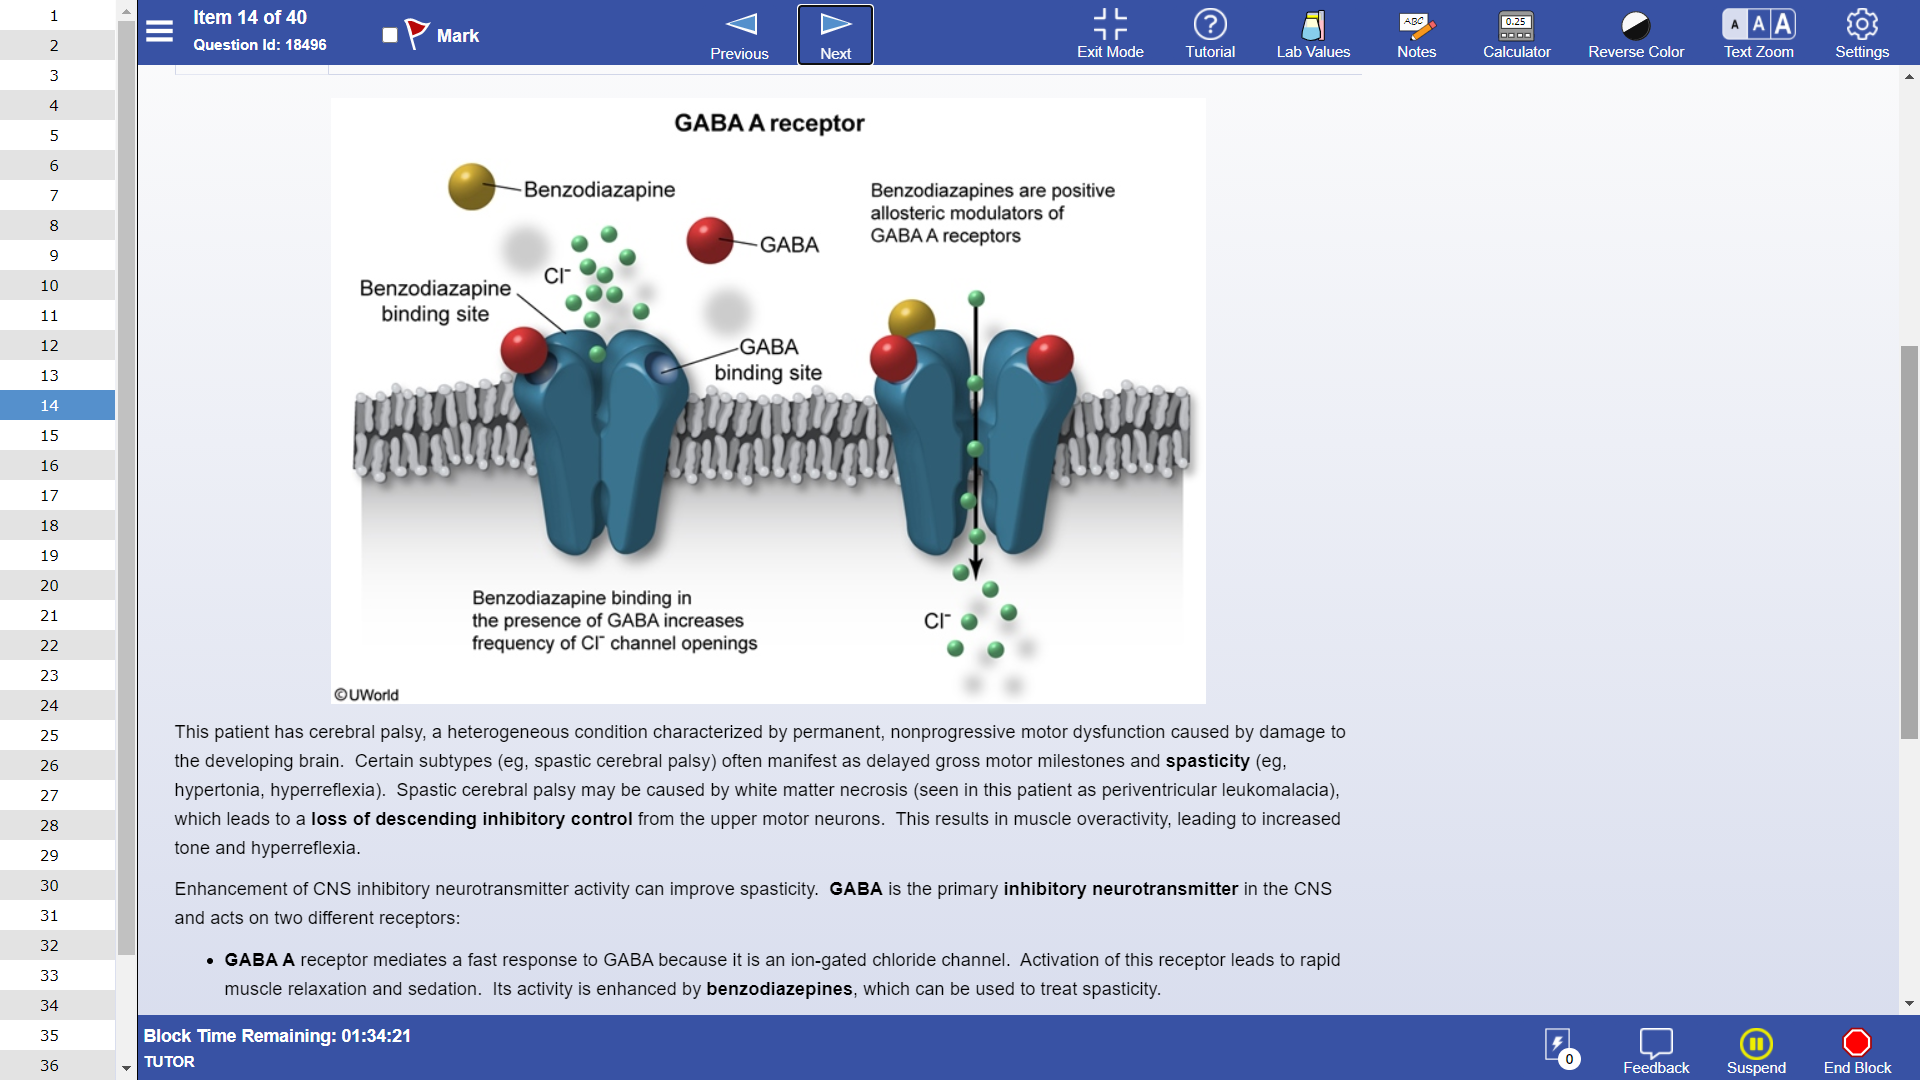 1
2
3
4
5
6
7
8
9
10
11
12
13
14
15
16
17
18
19
20
21
22
23
24
25
26
27
28
29
30
31
32
33
34
35
36
Item 14 of 40
Question Id: 18496
Mark
Previous
Next
Exit Mode
Tutorial
Lab Values
ABC
Notes
0.25
Calculator
Reverse Color
A A A
Text Zoom
Settings
GABA A receptor
Benzodiazapine
GABA
Cl⁻
Benzodiazapine
binding site
GABA
binding site
Benzodiazapines are positive
allosteric modulators of
GABA A receptors
Benzodiazapine binding in
the presence of GABA increases
frequency of Cl⁻ channel openings
Cl⁻
©UWorld
This patient has cerebral palsy, a heterogeneous condition characterized by permanent, nonprogressive motor dysfunction caused by damage to
the developing brain. Certain subtypes (eg, spastic cerebral palsy) often manifest as delayed gross motor milestones and spasticity (eg,
hypertonia, hyperreflexia). Spastic cerebral palsy may be caused by white matter necrosis (seen in this patient as periventricular leukomalacia),
which leads to a loss of descending inhibitory control from the upper motor neurons. This results in muscle overactivity, leading to increased
tone and hyperreflexia.
Enhancement of CNS inhibitory neurotransmitter activity can improve spasticity. GABA is the primary inhibitory neurotransmitter in the CNS
and acts on two different receptors:
• GABA A receptor mediates a fast response to GABA because it is an ion-gated chloride channel. Activation of this receptor leads to rapid
muscle relaxation and sedation. Its activity is enhanced by benzodiazepines, which can be used to treat spasticity.
Block Time Remaining: 01:34:21
TUTOR
0
Feedback
Suspend
End Block